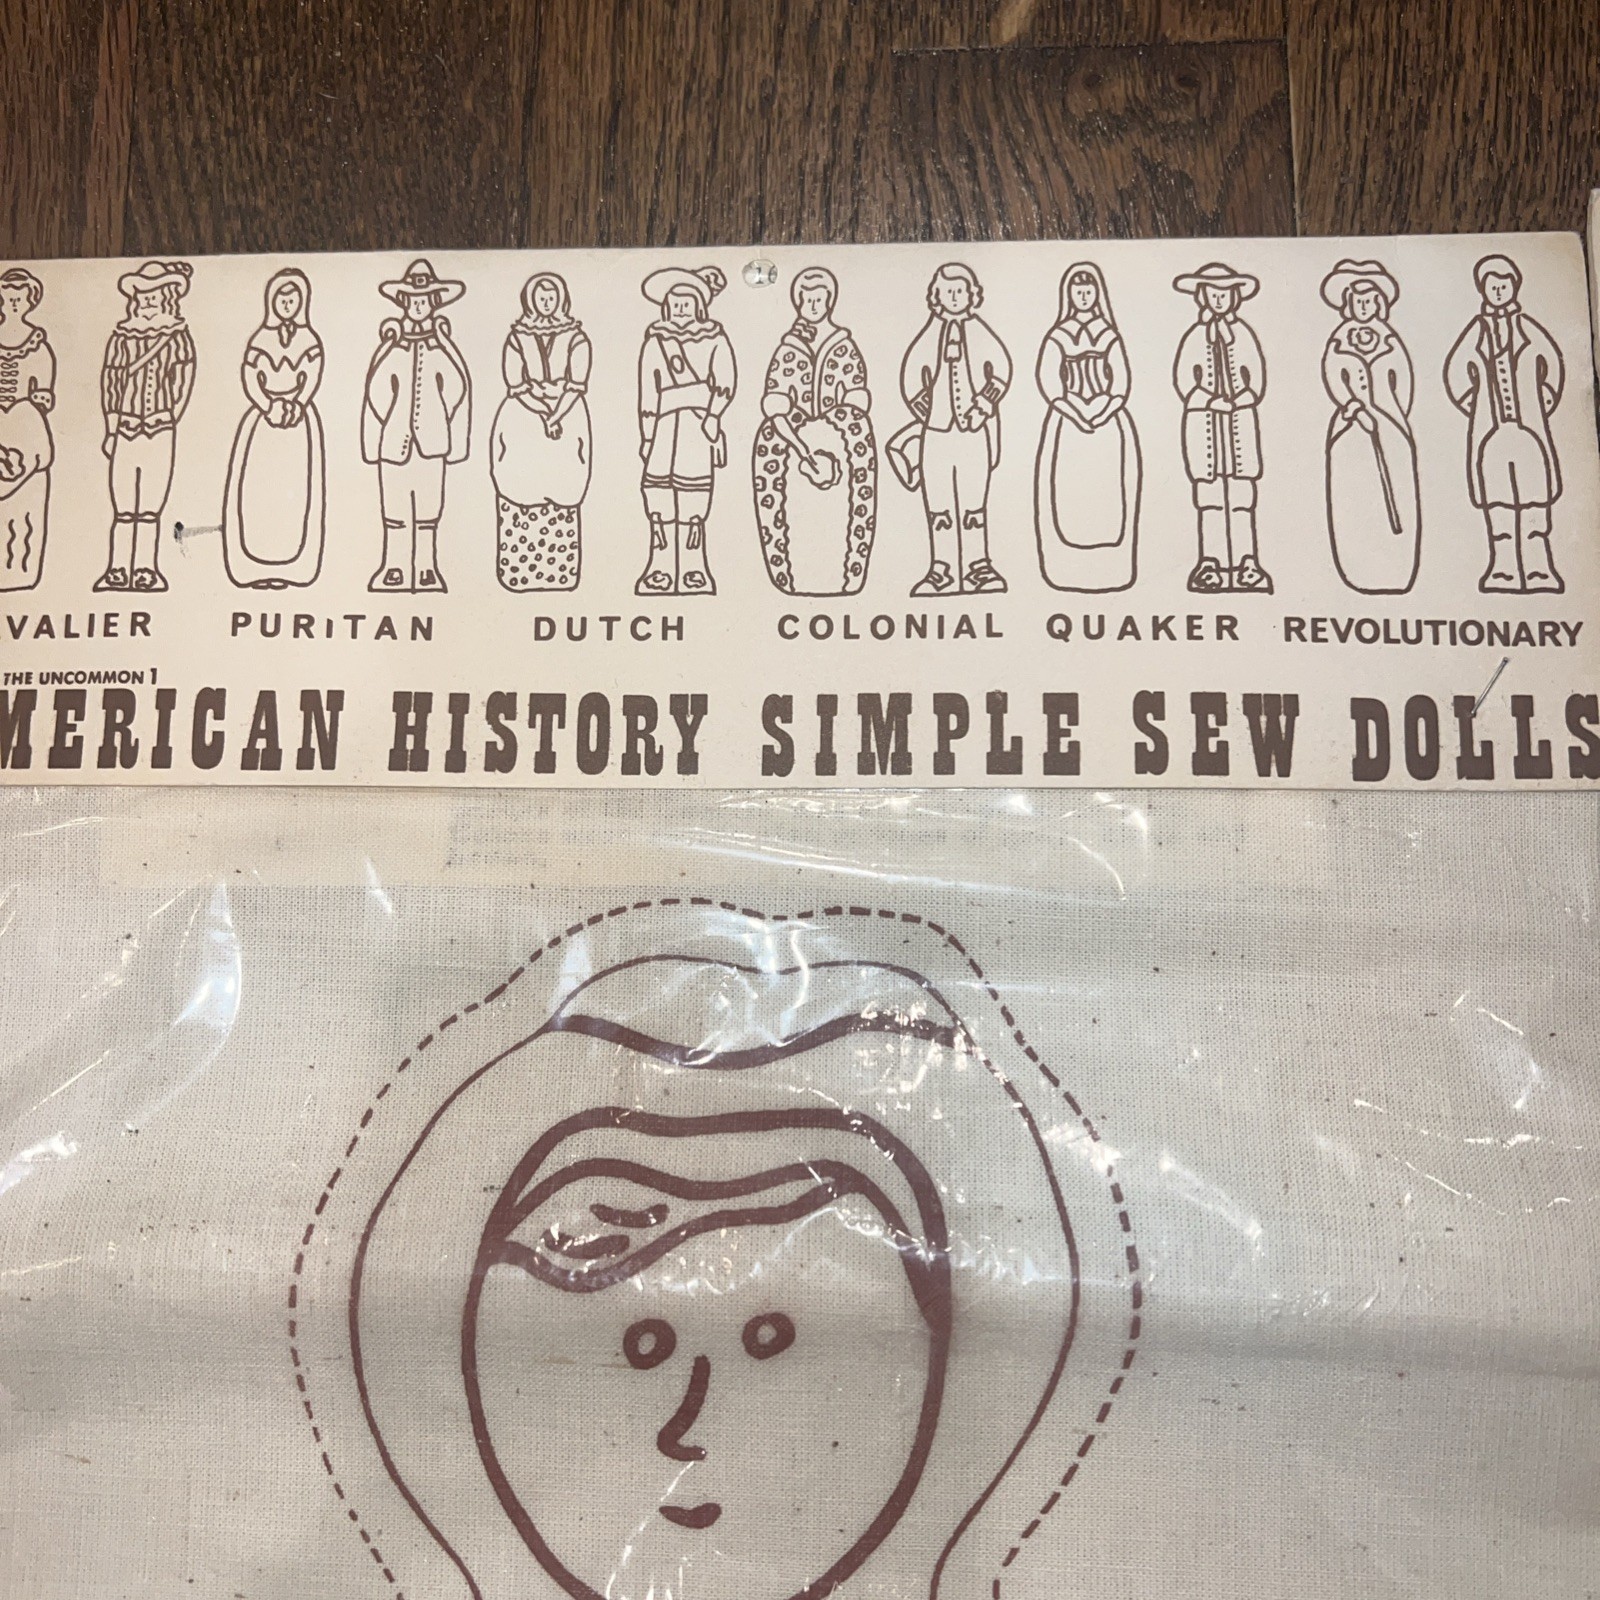 VALIER PURiTAN DUTCH COLONIAL QUAKER REVOLUTIONARY
THE UNCOMMON 1
MERICAN HISTORY SIMPLE SEW DOLLS